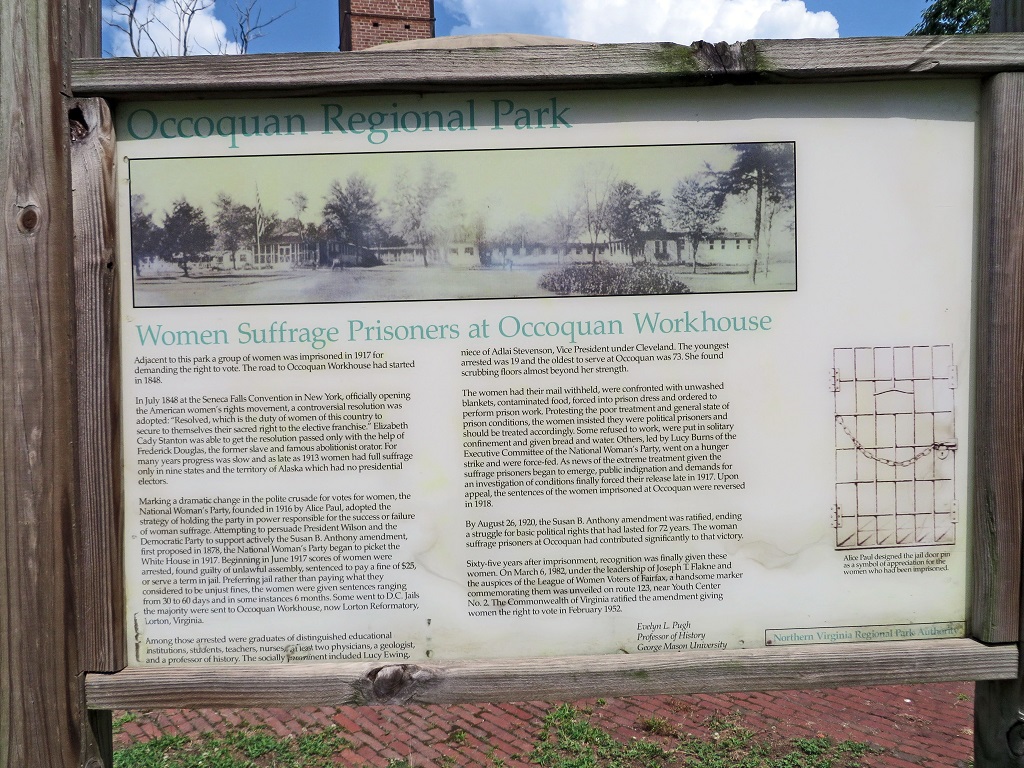 Occoquan Regional Park
Women Suffrage Prisoners at Occoquan Workhouse
Adjacent to this park a group of women was imprisoned in 1917 for
demanding the right to vote. The road to Occoquan Workhouse had started
in 1848.
In July 1848 at the Seneca Falls Convention in New York, officially opening
the American women's rights movement, a controversial resolution was
adopted: "Resolved, which is the duty of women of this country to
secure to themselves their sacred right to the elective franchise." Elizabeth
Cady Stanton was able to get the resolution passed only with the help of
Frederick Douglas, the former slave and famous abolitionist orator. For
many years progress was slow and as late as 1913 women had full suffrage
only in nine states and the territory of Alaska which had no presidential
electors.
Marking a dramatic change in the polite crusade for votes for women, the
National Woman's Party, founded in 1916 by Alice Paul, adopted the
strategy of holding the party in power responsible for the success or failure
of woman suffrage. Attempting to persuade President Wilson and the
Democratic Party to support actively the Susan B. Anthony amendment,
first proposed in 1878, the National Woman's Party began to picket the
White House in 1917. Beginning in June 1917 scores of women were
arrested, found guilty of unlawful assembly, sentenced to pay a fine of $25,
or serve a term in jail. Preferring jail rather than paying what they
considered to be unjust fines, the women were given sentences ranging
from 30 to 60 days and in some instances 6 months. Some went to D.C. Jails
the majority were sent to Occoquan Workhouse, now Lorton Reformatory,
Lorton, Virginia.
Among those arrested were graduates of distinguished educational
institutions, students, teachers, nurses, at least two physicians, a geologist,
and a professor of history. The socially prominent included Lucy Ewing,
niece of Adlai Stevenson, Vice President under Cleveland. The youngest
arrested was 19 and the oldest to serve at Occoquan was 73. She found
scrubbing floors almost beyond her strength.
The women had their mail withheld, were confronted with unwashed
blankets, contaminated food, forced into prison dress and ordered to
perform prison work. Protesting the poor treatment and general state of
prison conditions, the women insisted they were political prisoners and
should be treated accordingly. Some refused to work, were put in solitary
confinement and given bread and water. Others, led by Lucy Burns of the
Executive Committee of the National Woman's Party, went on a hunger
strike and were force-fed. As news of the extreme treatment given the
suffrage prisoners began to emerge, public indignation and demands for
an investigation of conditions finally forced their release late in 1917. Upon
appeal, the sentences of the women imprisoned at Occoquan were reversed
in 1918.
By August 26, 1920, the Susan B. Anthony amendment was ratified, ending
a struggle for basic political rights that had lasted for 72 years. The woman
suffrage prisoners at Occoquan had contributed significantly to that victory.
Sixty-five years after imprisonment, recognition was finally given these
women. On March 6, 1982, under the leadership of Joseph T. Flakne and
the auspices of the League of Women Voters of Fairfax, a handsome marker
commemorating them was unveiled on route 123, near Youth Center
No. 2. The Commonwealth of Virginia ratified the amendment giving
women the right to vote in February 1952.
Evelyn L. Pugh
Professor of History
George Mason University
Alice Paul designed the jail door pin
as a symbol of appreciation for the
women who had been imprisoned.
Northern Virginia Regional Park Authority